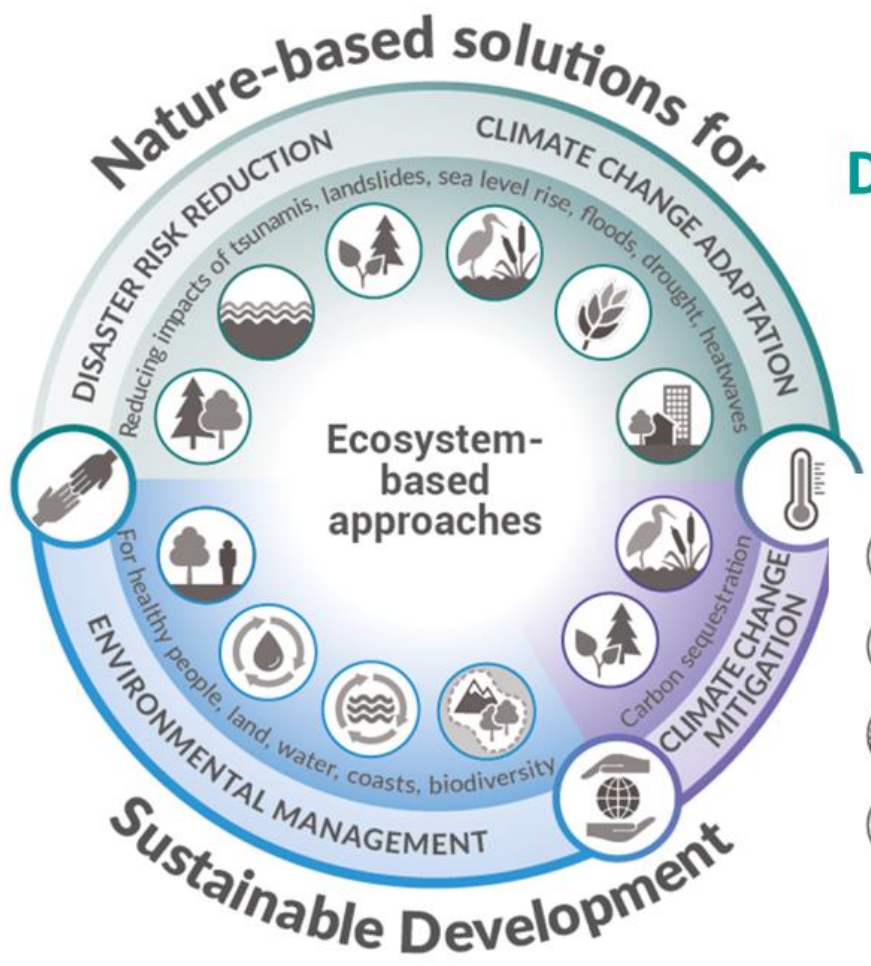 Nature-based solutions for
DISASTER RISK REDUCTION
CLIMATE CHANGE ADAPTATION
Reducing impacts of tsunamis, landslides, sea level rise, floods, drought, heatwaves
D
Ecosystem-
based
approaches
For healthy people, land, water, coasts, biodiversity
ENVIRONMENTAL MANAGEMENT
Carbon sequestration
CLIMATE CHANGE
MITIGATION
Sustainable Development